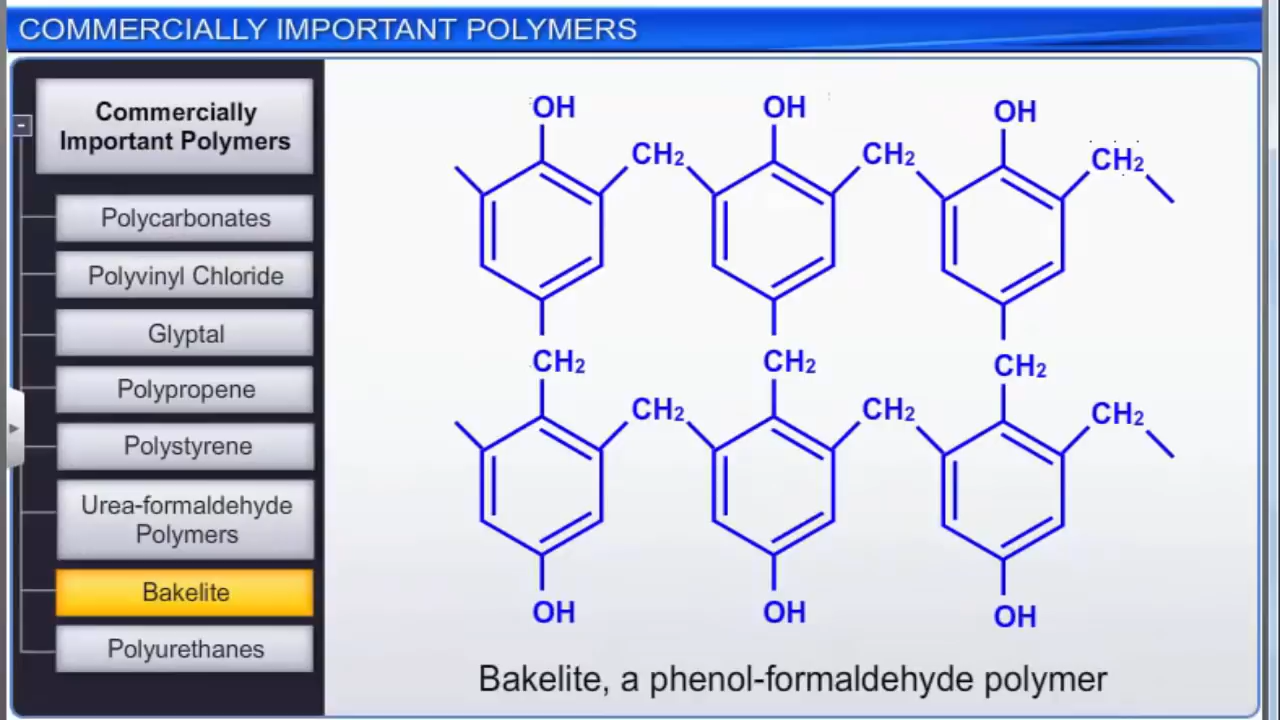 COMMERCIALLY IMPORTANT POLYMERS
-
Commercially
Important Polymers
Polycarbonates
Polyvinyl Chloride
Glyptal
Polypropene
Polystyrene
Urea-formaldehyde
Polymers
Bakelite
Polyurethanes
OH OH OH
CH₂ CH₂ CH₂
CH₂ CH₂ CH₂
CH₂ CH₂ CH₂
OH OH OH
Bakelite, a phenol-formaldehyde polymer